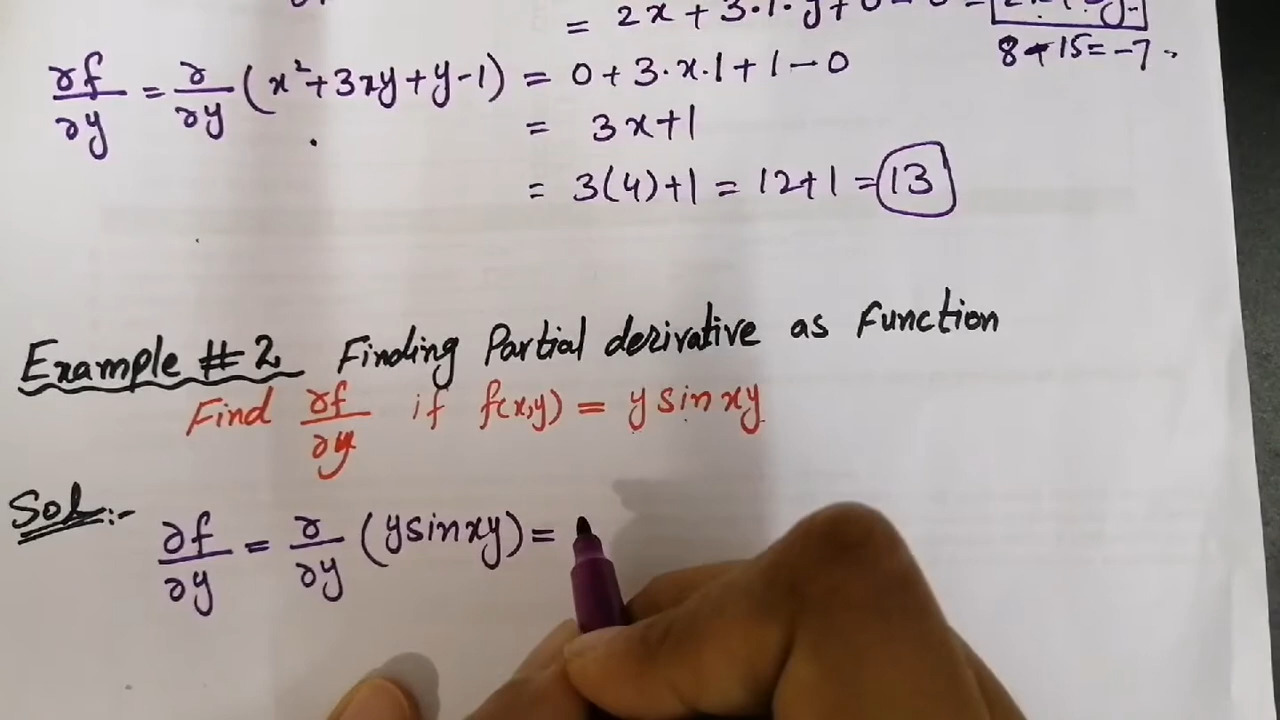 = 2x + 3·1·y + 0 - 0 =
8 + 15 = -7.
∂f/∂y = ∂/∂y (x²+3xy+y-1) = 0+3·x·1+1-0
= 3x+1
= 3(4)+1 = 12+1 = 13
Example #2 Finding Partial derivative as function
Find ∂f/∂y if f(x,y) = y sin xy
Sol:-
∂f/∂y = ∂/∂y (y sin xy) =